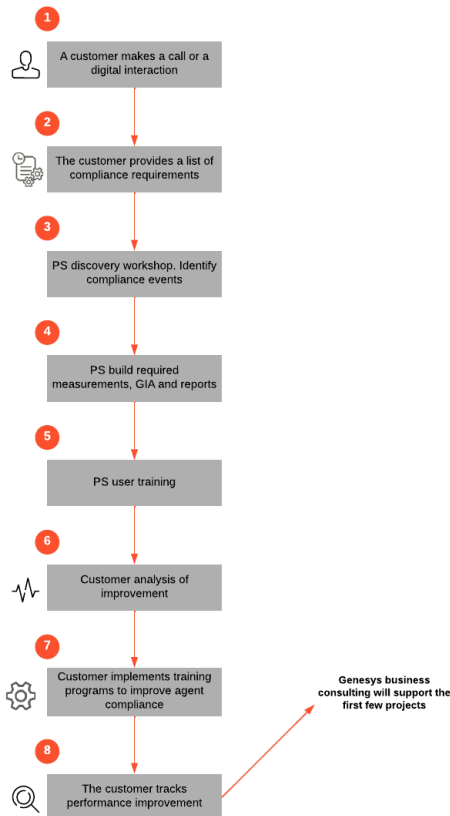 1
A customer makes a call or a
digital interaction
2
The customer provides a list of
compliance requirements
3
PS discovery workshop. Identify
compliance events
4
PS build required
measurements, GIA and reports
5
PS user training
6
Customer analysis of
improvement
7
Customer implements training
programs to improve agent
compliance
Genesys business
consulting will support the
first few projects
8
The customer tracks
performance improvement